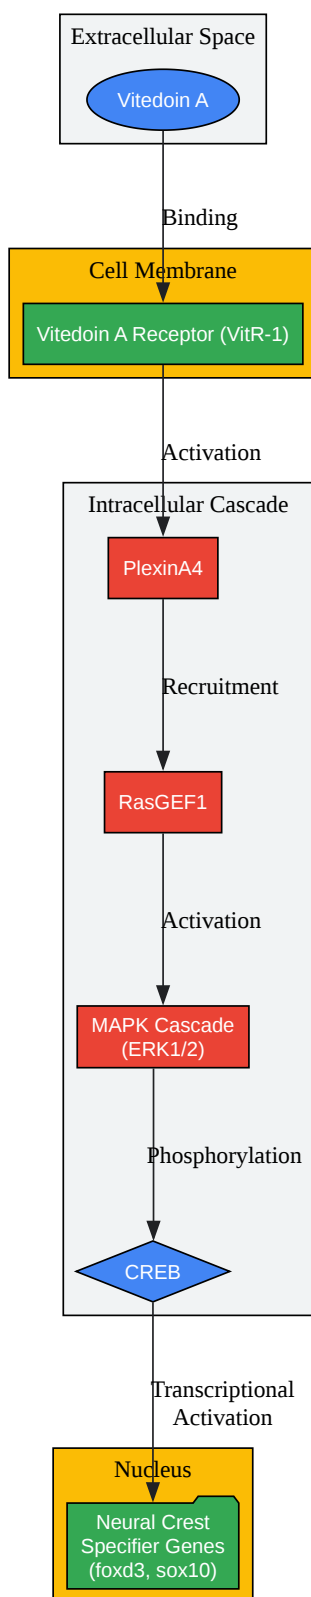 Extracellular Space
Vitedoin A
Binding
Cell Membrane
Vitedoin A Receptor (VitR-1)
Activation
Intracellular Cascade
PlexinA4
Recruitment
RasGEF1
Activation
MAPK Cascade
(ERK1/2)
Phosphorylation
CREB
Transcriptional
Activation
Nucleus
Neural Crest
Specifier Genes
(foxd3, sox10)